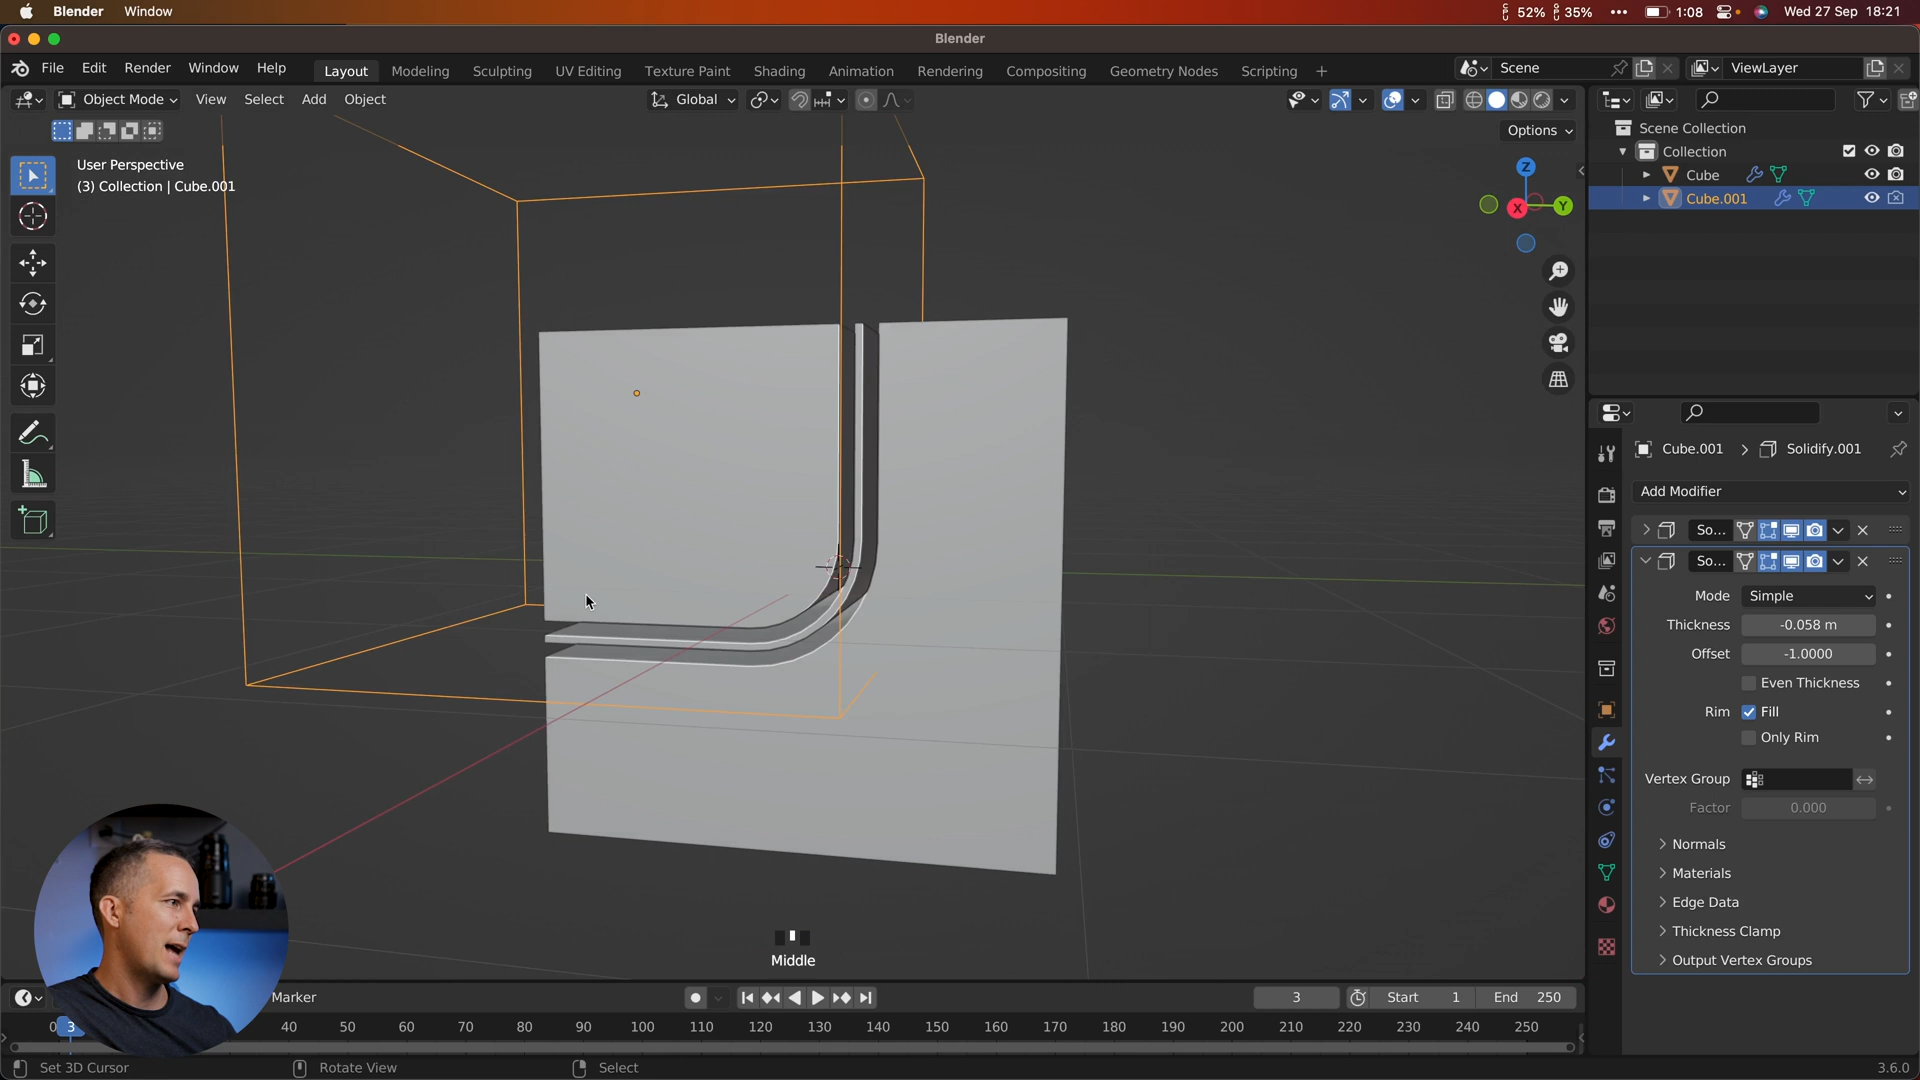 Blender Window 52% 35% 1:08 Wed 27 Sep 18:21
Blender
File Edit Render Window Help Layout Modeling Sculpting UV Editing Texture Paint Shading Animation Rendering Compositing Geometry Nodes Scripting + Scene ViewLayer
Object Mode View Select Add Object Global
Options
User Perspective
(3) Collection | Cube.001
Z
X
Y
Scene Collection
Collection
Cube
Cube.001
Cube.001 > Solidify.001
Add Modifier
So...
So...
Mode Simple
Thickness -0.058 m
Offset -1.0000
Even Thickness
Rim Fill
Only Rim
Vertex Group
Factor 0.000
Normals
Materials
Edge Data
Thickness Clamp
Output Vertex Groups
Middle
Marker 3 Start 1 End 250
0 3 40 50 60 70 80 90 100 110 120 130 140 150 160 170 180 190 200 210 220 230 240 250
Set 3D Cursor Rotate View Select 3.6.0